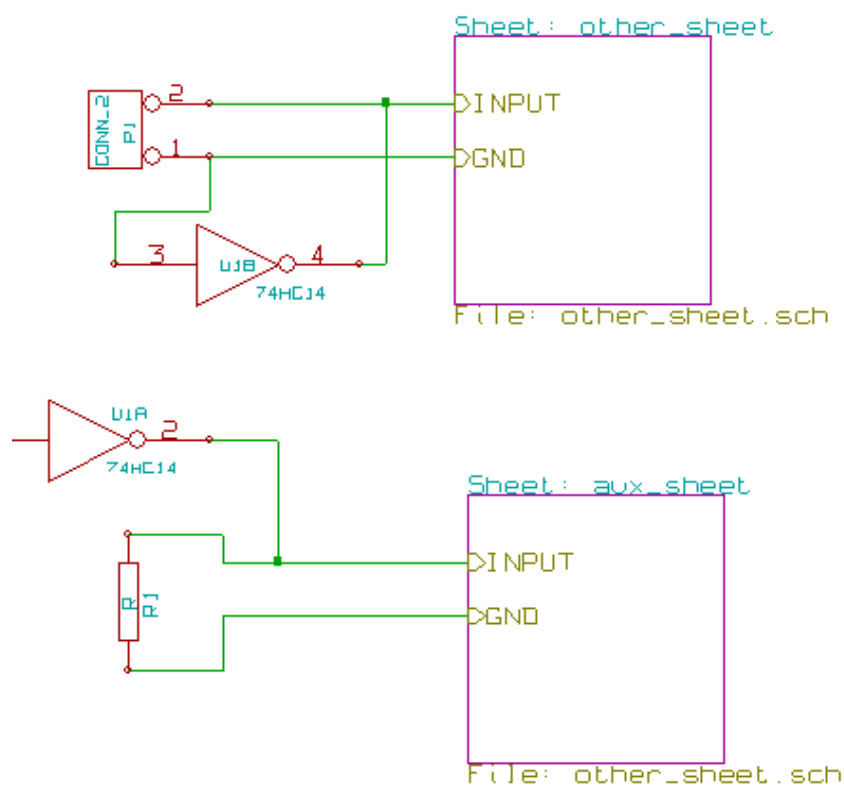 Sheet: other_sheet
CONN_2
P1
2
INPUT
1
GND
3
U1B
4
74HC14
File: other_sheet.sch
U1A
2
74HC14
Sheet: aux_sheet
INPUT
R
R1
GND
File: other_sheet.sch